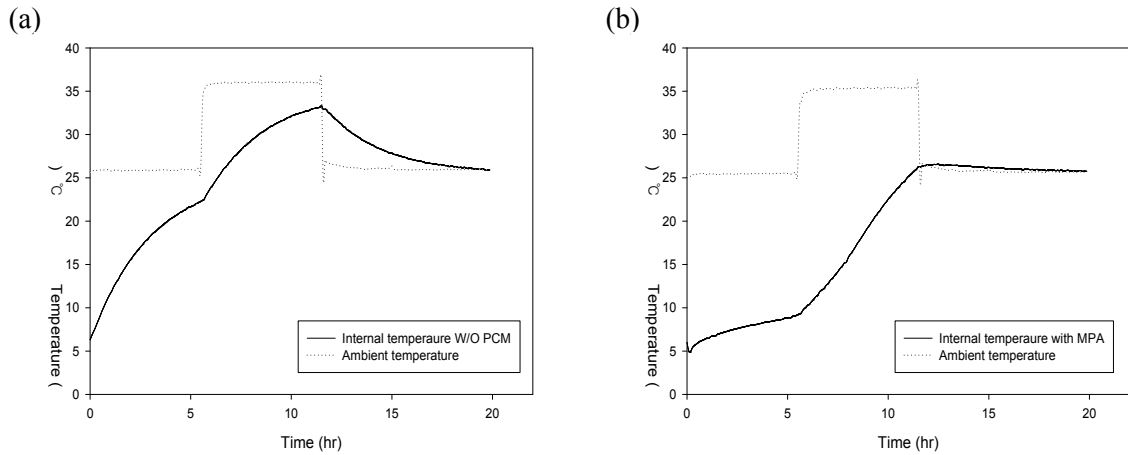 (a)
(b)
40
35
30
25
20
15
10
5
0
Temperature (℃)
0 5 10 15 20
Time (hr)
Internal temperaure W/O PCM
Ambient temperature
40
35
30
25
20
15
10
5
0
Temperature (℃)
0 5 10 15 20
Time (hr)
Internal temperaure with MPA
Ambient temperature